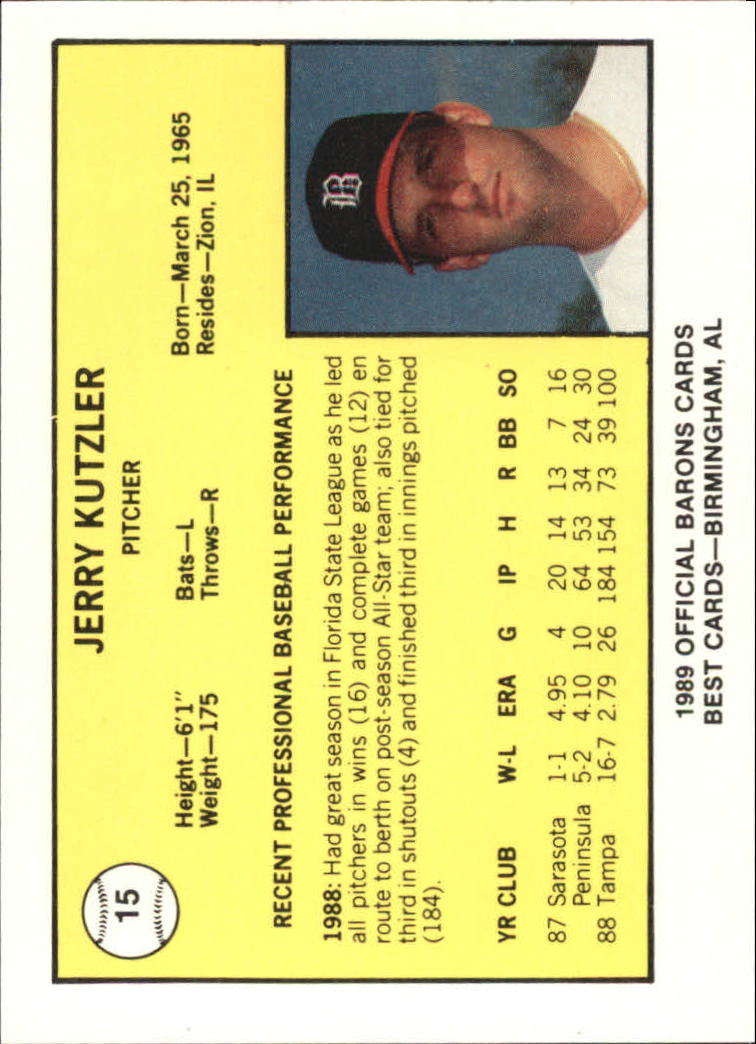 15
JERRY KUTZLER
PITCHER
Height—6'1" Bats—L Born—March 25, 1965
Weight—175 Throws—R Resides—Zion, IL
RECENT PROFESSIONAL BASEBALL PERFORMANCE
1988: Had great season in Florida State League as he led
all pitchers in wins (16) and complete games (12) en
route to berth on post-season All-Star team; also tied for
third in shutouts (4) and finished third in innings pitched
(184).
YR CLUB W-L ERA G IP H R BB SO
87 Sarasota 1-1 4.95 4 20 14 13 7 16
Peninsula 5-2 4.10 10 64 53 34 24 30
88 Tampa 16-7 2.79 26 184 154 73 39 100
B
1989 OFFICIAL BARONS CARDS
BEST CARDS—BIRMINGHAM, AL